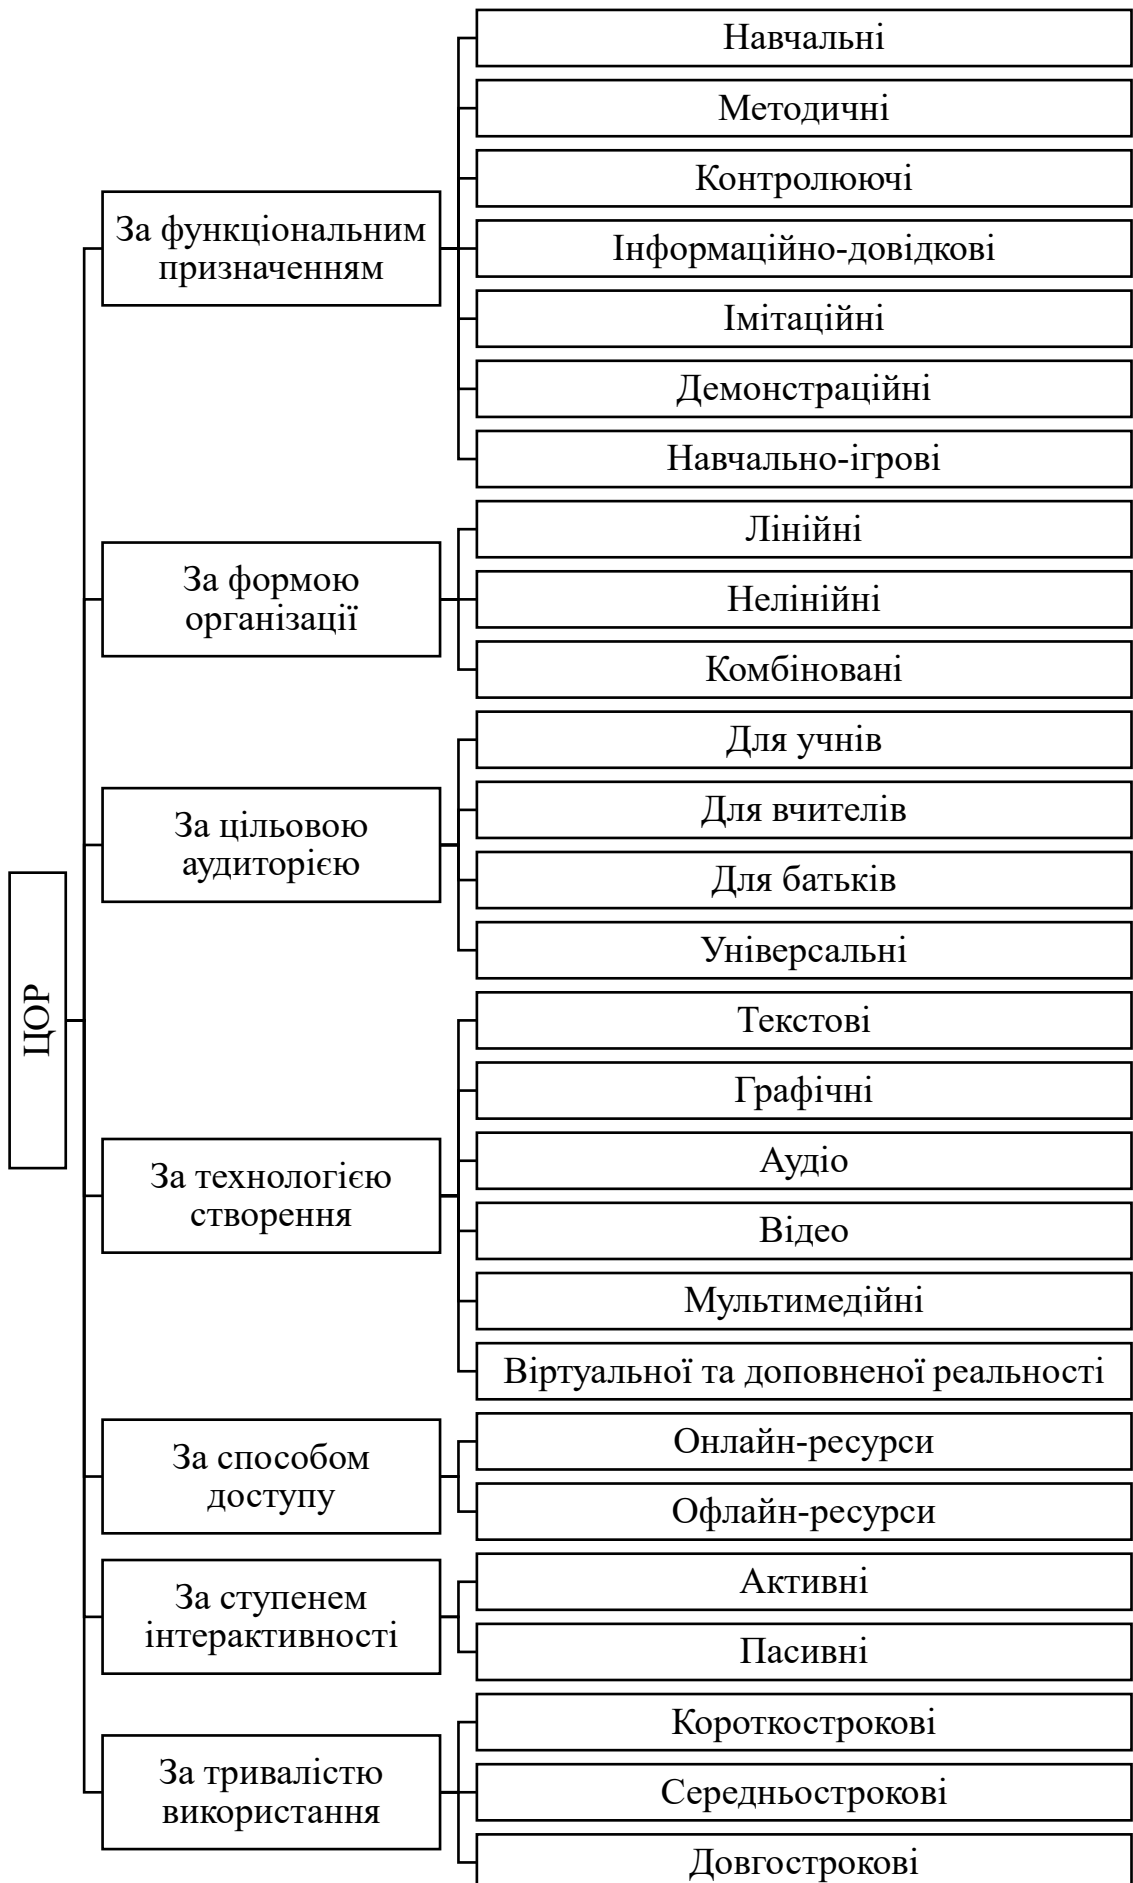 ЦОР
За функціональним
призначенням
Навчальні
Методичні
Контролюючі
Інформаційно-довідкові
Імітаційні
Демонстраційні
Навчально-ігрові
За формою
організації
Лінійні
Нелінійні
Комбіновані
За цільовою
аудиторією
Для учнів
Для вчителів
Для батьків
Універсальні
За технологією
створення
Текстові
Графічні
Аудіо
Відео
Мультимедійні
Віртуальної та доповненої реальності
За способом
доступу
Онлайн-ресурси
Офлайн-ресурси
За ступенем
інтерактивності
Активні
Пасивні
За тривалістю
використання
Короткострокові
Середньострокові
Довгострокові